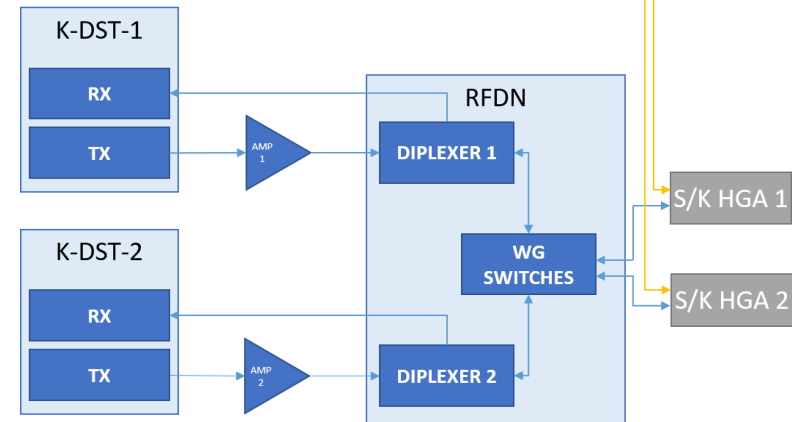 K-DST-1
RX
TX
AMP
1
RFDN
DIPLEXER 1
WG
SWITCHES
S/K HGA 1
S/K HGA 2
K-DST-2
RX
TX
AMP
2
DIPLEXER 2